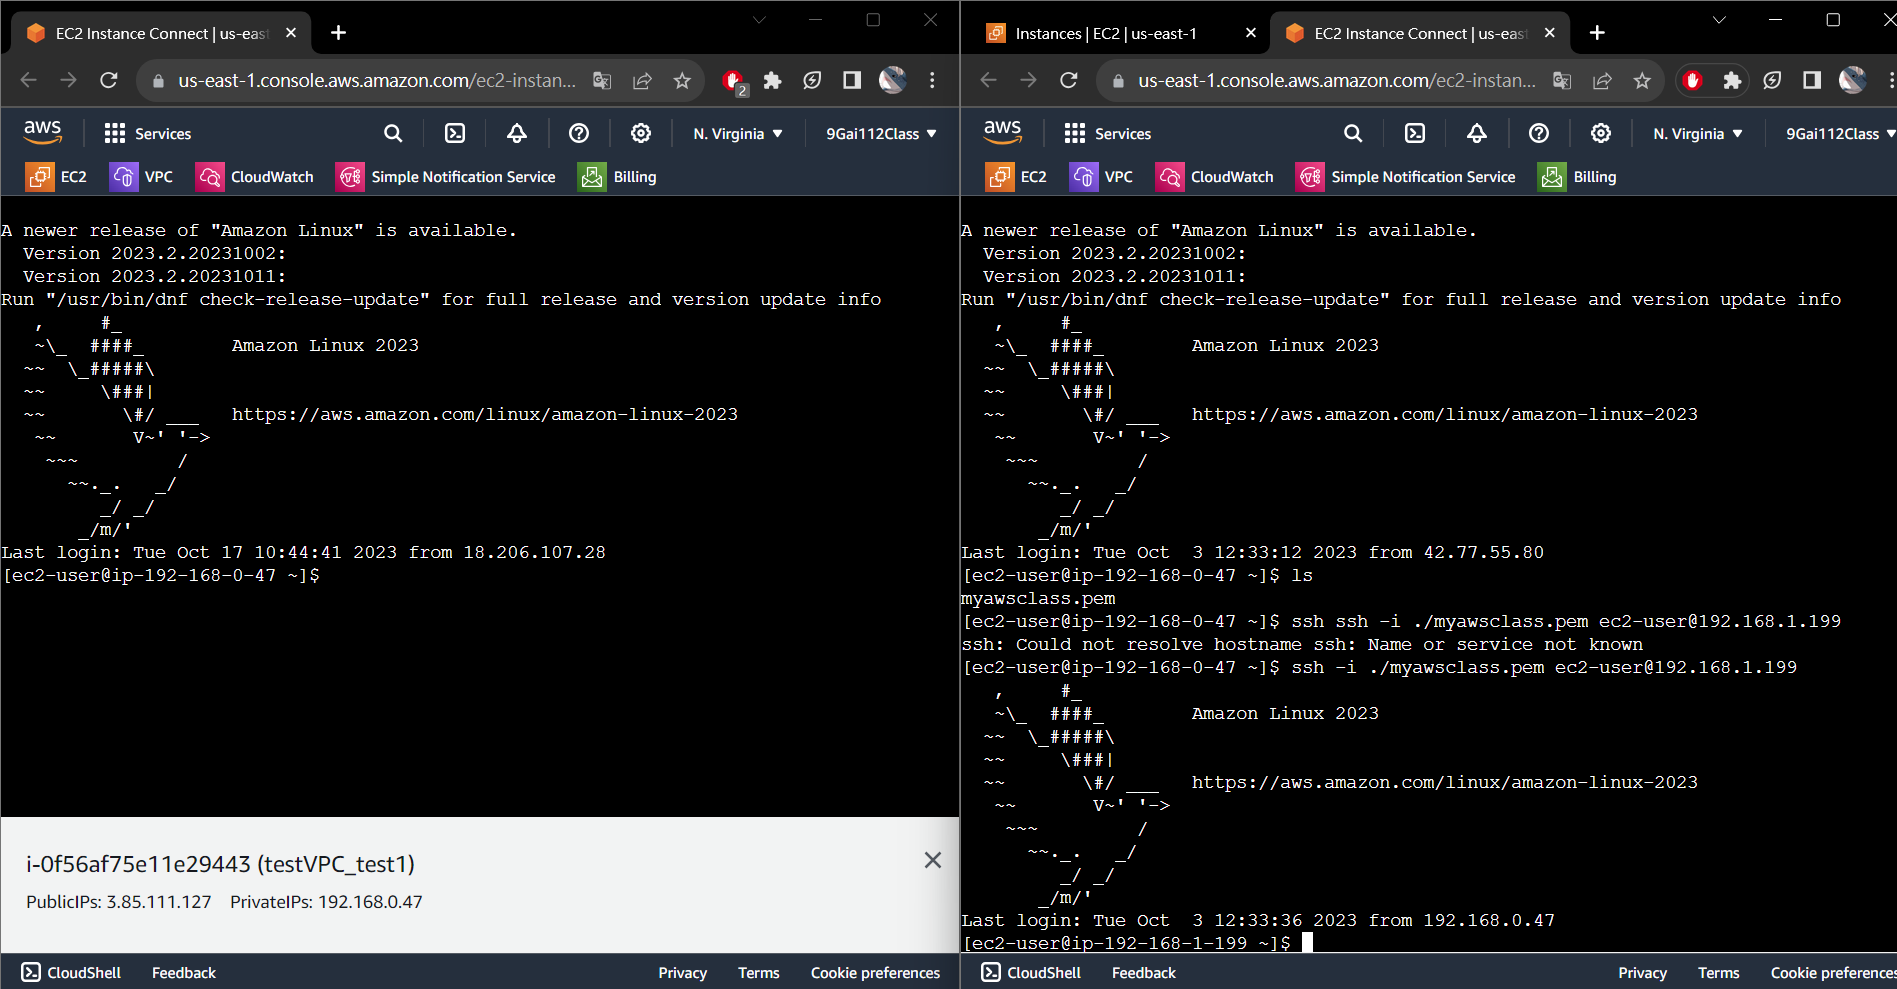 EC2 Instance Connect | us-east
us-east-1.console.aws.amazon.com/ec2-instan...
2
aws
Services
N. Virginia
9Gai112Class
EC2
VPC
CloudWatch
Simple Notification Service
Billing
A newer release of "Amazon Linux" is available.
  Version 2023.2.20231002:
  Version 2023.2.20231011:
Run "/usr/bin/dnf check-release-update" for full release and version update info
   ,     #_
   ~\_  ####_        Amazon Linux 2023
  ~~  \_#####\
  ~~     \###|
  ~~       \#/ ___   https://aws.amazon.com/linux/amazon-linux-2023
   ~~       V~' '->
    ~~~         /
      ~~._.   _/
         _/ _/
       _/m/'
Last login: Tue Oct 17 10:44:41 2023 from 18.206.107.28
[ec2-user@ip-192-168-0-47 ~]$
i-0f56af75e11e29443 (testVPC_test1)
PublicIPs: 3.85.111.127 PrivateIPs: 192.168.0.47
CloudShell
Feedback
Privacy
Terms
Cookie preferences
Instances | EC2 | us-east-1
EC2 Instance Connect | us-east
us-east-1.console.aws.amazon.com/ec2-instan...
aws
Services
N. Virginia
9Gai112Class
EC2
VPC
CloudWatch
Simple Notification Service
Billing
A newer release of "Amazon Linux" is available.
  Version 2023.2.20231002:
  Version 2023.2.20231011:
Run "/usr/bin/dnf check-release-update" for full release and version update info
   ,     #_
   ~\_  ####_        Amazon Linux 2023
  ~~  \_#####\
  ~~     \###|
  ~~       \#/ ___   https://aws.amazon.com/linux/amazon-linux-2023
   ~~       V~' '->
    ~~~         /
      ~~._.   _/
         _/ _/
       _/m/'
Last login: Tue Oct  3 12:33:12 2023 from 42.77.55.80
[ec2-user@ip-192-168-0-47 ~]$ ls
myawsclass.pem
[ec2-user@ip-192-168-0-47 ~]$ ssh ssh -i ./myawsclass.pem ec2-user@192.168.1.199
ssh: Could not resolve hostname ssh: Name or service not known
[ec2-user@ip-192-168-0-47 ~]$ ssh -i ./myawsclass.pem ec2-user@192.168.1.199
   ,     #_
   ~\_  ####_        Amazon Linux 2023
  ~~  \_#####\
  ~~     \###|
  ~~       \#/ ___   https://aws.amazon.com/linux/amazon-linux-2023
   ~~       V~' '->
    ~~~         /
      ~~._.   _/
         _/ _/
       _/m/'
Last login: Tue Oct  3 12:33:36 2023 from 192.168.0.47
[ec2-user@ip-192-168-1-199 ~]$
CloudShell
Feedback
Privacy
Terms
Cookie preferences